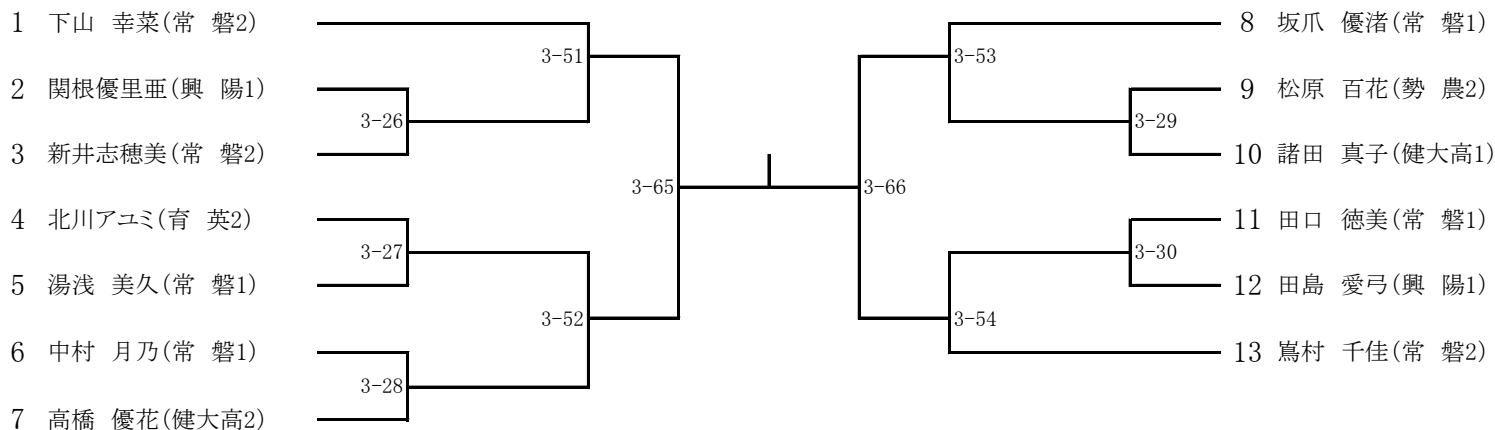 1 下山 幸菜(常 磐2)
3-51
2 関根優里亜(興 陽1)
3-26
3 新井志穂美(常 磐2)
3-65
4 北川アユミ(育 英2)
3-27
5 湯浅 美久(常 磐1)
3-52
6 中村 月乃(常 磐1)
3-28
7 高橋 優花(健大高2)
8 坂爪 優渚(常 磐1)
3-53
9 松原 百花(勢 農2)
3-29
10 諸田 真子(健大高1)
3-66
11 田口 徳美(常 磐1)
3-30
12 田島 愛弓(興 陽1)
3-54
13 嶌村 千佳(常 磐2)